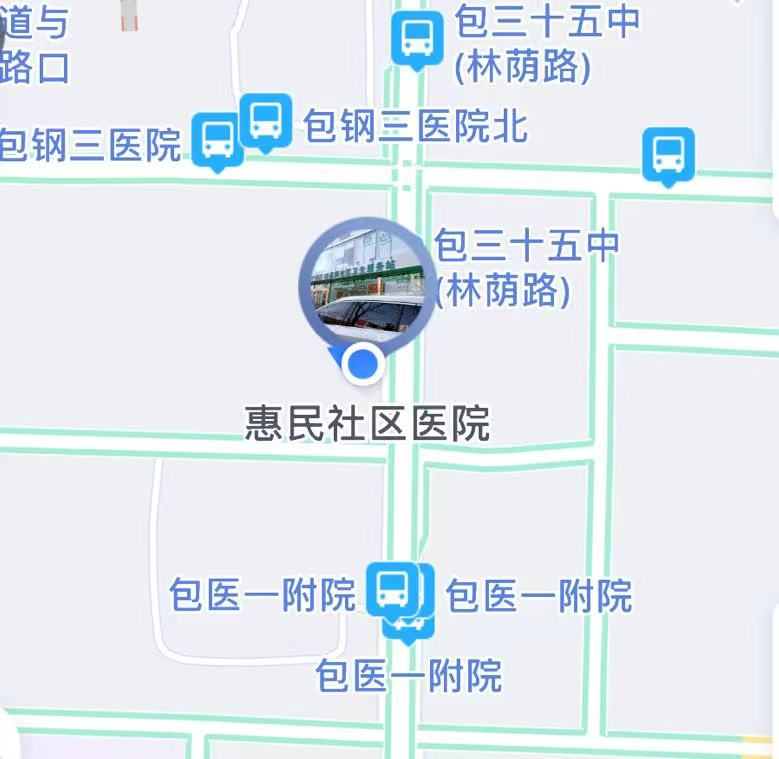 道与
路口
包三十五中
(林荫路)
包钢三医院北
包钢三医院
包三十五中
(林荫路)
惠民社区医院
包医一附院
包医一附院
包医一附院